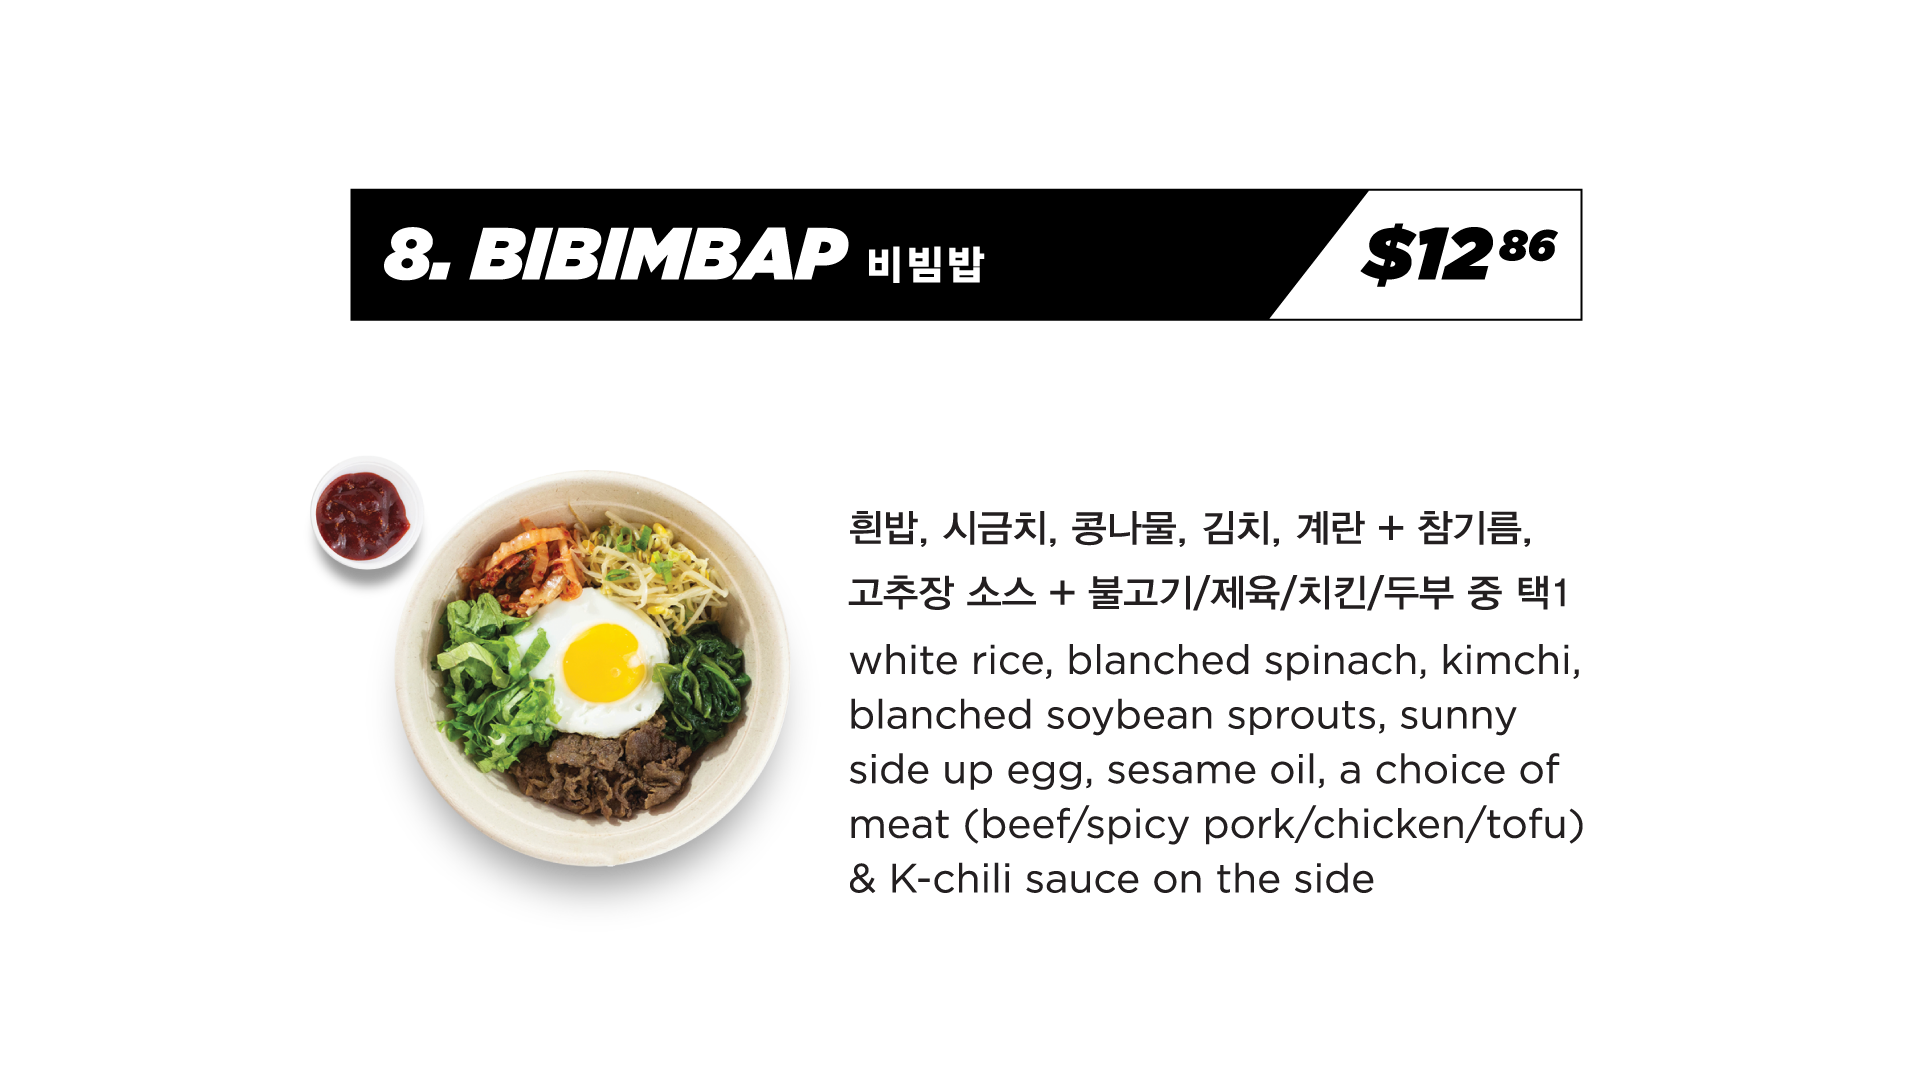 8. BIBIMBAP 비빔밥 $12 86
흰밥, 시금치, 콩나물, 김치, 계란 + 참기름,
고추장 소스 + 불고기/제육/치킨/두부 중 택1
white rice, blanched spinach, kimchi,
blanched soybean sprouts, sunny
side up egg, sesame oil, a choice of
meat (beef/spicy pork/chicken/tofu)
& K-chili sauce on the side